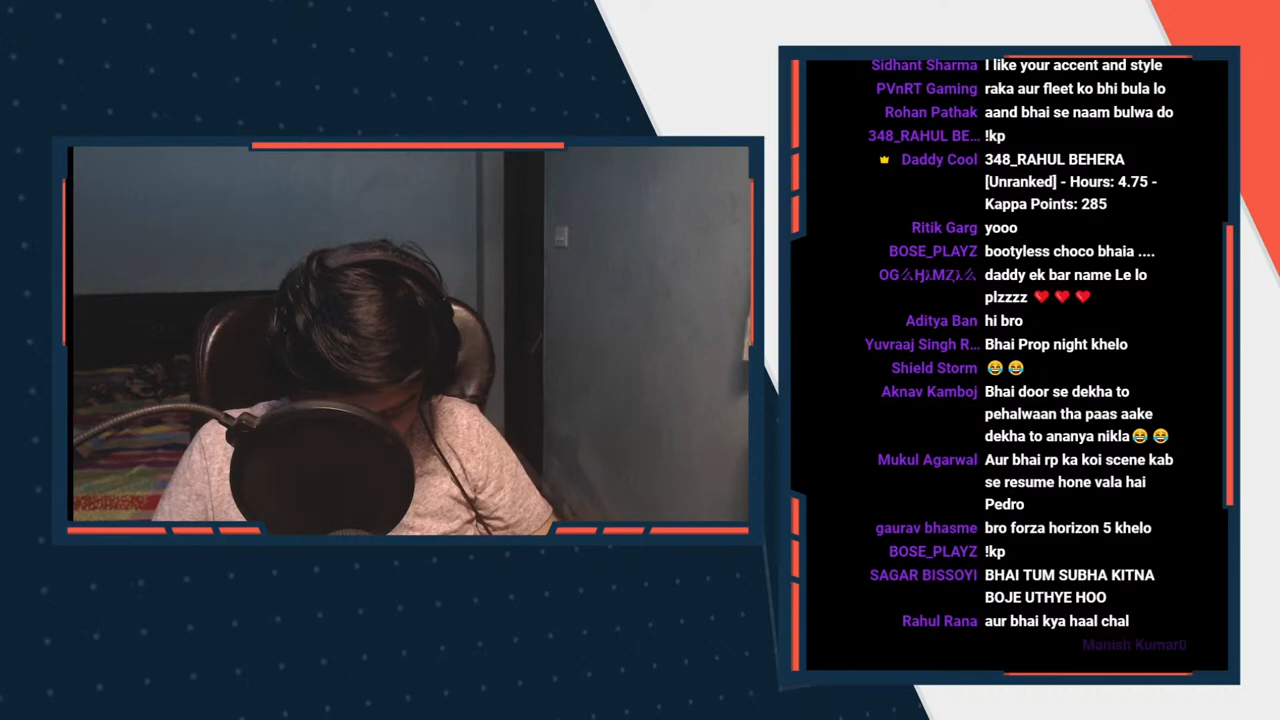 Sidhant Sharma I like your accent and style
PVnRT Gaming raka aur fleet ko bhi bula lo
Rohan Pathak aand bhai se naam bulwa do
348_RAHUL BE... !kp
Daddy Cool 348_RAHUL BEHERA
[Unranked] - Hours: 4.75 -
Kappa Points: 285
Ritik Garg yooo
BOSE_PLAYZ bootyless choco bhaia ....
daddy ek bar name Le lo
plzzzz ❤️ ❤️ ❤️
Aditya Ban hi bro
Yuvraaj Singh R... Bhai Prop night khelo
Shield Storm 😂 😂
Aknav Kamboj Bhai door se dekha to
pehalwaan tha paas aake
dekha to ananya nikla😂 😂
Mukul Agarwal Aur bhai rp ka koi scene kab
se resume hone vala hai
Pedro
gaurav bhasme bro forza horizon 5 khelo
BOSE_PLAYZ !kp
SAGAR BISSOYI BHAI TUM SUBHA KITNA
BOJE UTHYE HOO
Rahul Rana aur bhai kya haal chal
Manish Kumar